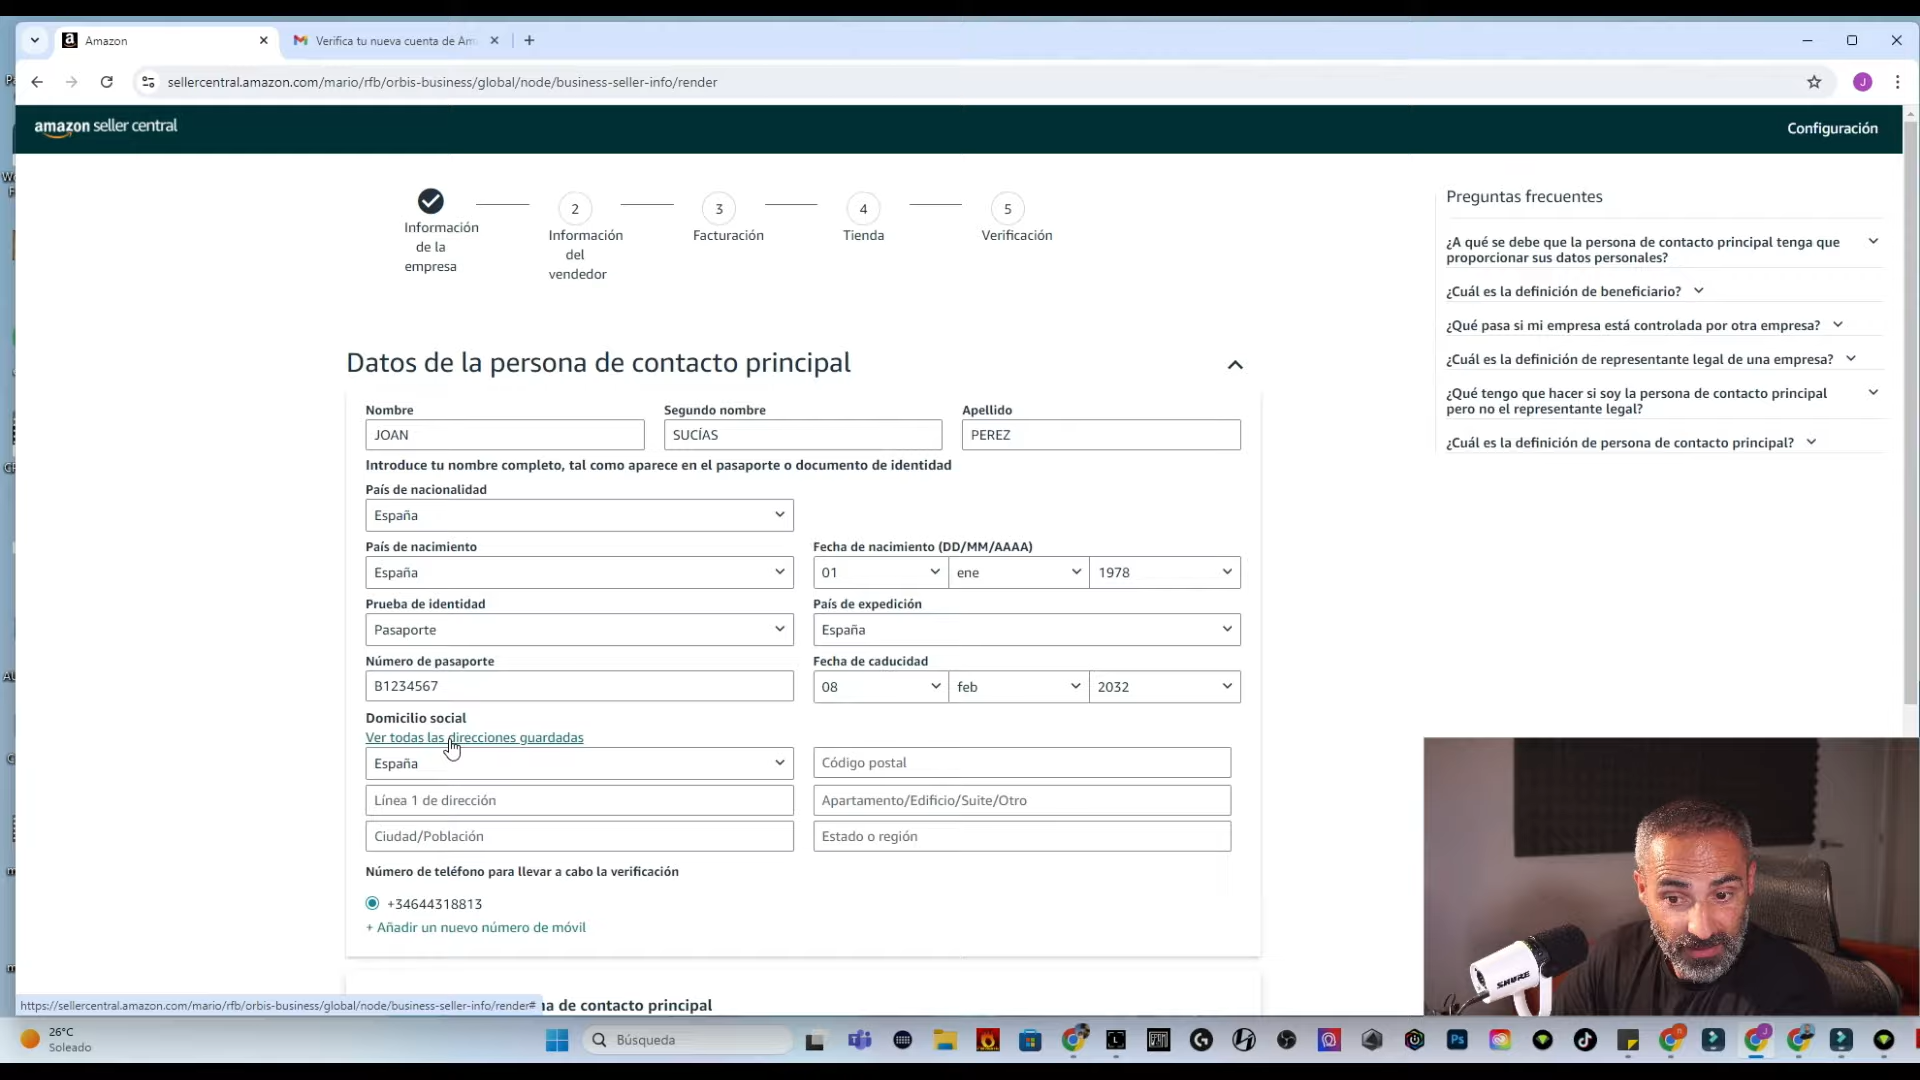 Amazon
Verifica tu nueva cuenta de Am
sellercentral.amazon.com/mario/rfb/orbis-business/global/node/business-seller-info/render
J
amazon seller central
Configuración
Información de la empresa
2
Información del vendedor
3
Facturación
4
Tienda
5
Verificación
Preguntas frecuentes
¿A qué se debe que la persona de contacto principal tenga que
proporcionar sus datos personales?
¿Cuál es la definición de beneficiario?
¿Qué pasa si mi empresa está controlada por otra empresa?
¿Cuál es la definición de representante legal de una empresa?
¿Qué tengo que hacer si soy la persona de contacto principal
pero no el representante legal?
¿Cuál es la definición de persona de contacto principal?
Datos de la persona de contacto principal
Nombre
Segundo nombre
Apellido
JOAN
SUCÍAS
PEREZ
Introduce tu nombre completo, tal como aparece en el pasaporte o documento de identidad
País de nacionalidad
España
País de nacimiento
Fecha de nacimiento (DD/MM/AAAA)
España
01
ene
1978
Prueba de identidad
País de expedición
Pasaporte
España
Número de pasaporte
Fecha de caducidad
B1234567
08
feb
2032
Domicilio social
Ver todas las direcciones guardadas
España
Código postal
Línea 1 de dirección
Apartamento/Edificio/Suite/Otro
Ciudad/Población
Estado o región
Número de teléfono para llevar a cabo la verificación
+34644318813
+ Añadir un nuevo número de móvil
https://sellercentral.amazon.com/mario/rfb/orbis-business/global/node/business-seller-info/render#
na de contacto principal
SHURE
26°C
Soleado
Búsqueda